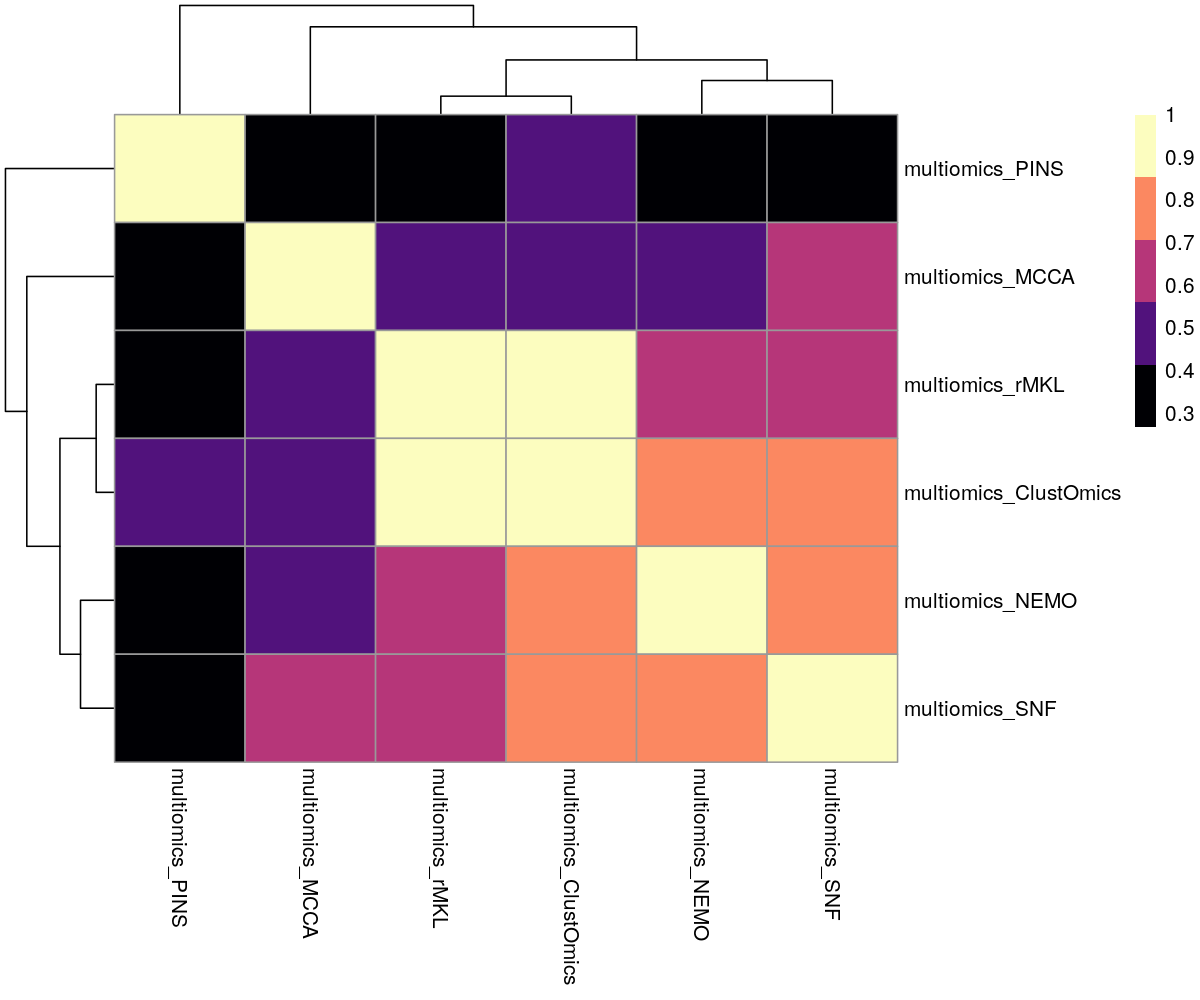 1
0.9
0.8
0.7
0.6
0.5
0.4
0.3
multiomics_PINS
multiomics_MCCA
multiomics_rMKL
multiomics_ClustOmics
multiomics_NEMO
multiomics_SNF
multiomics_PINS
multiomics_MCCA
multiomics_rMKL
multiomics_ClustOmics
multiomics_NEMO
multiomics_SNF